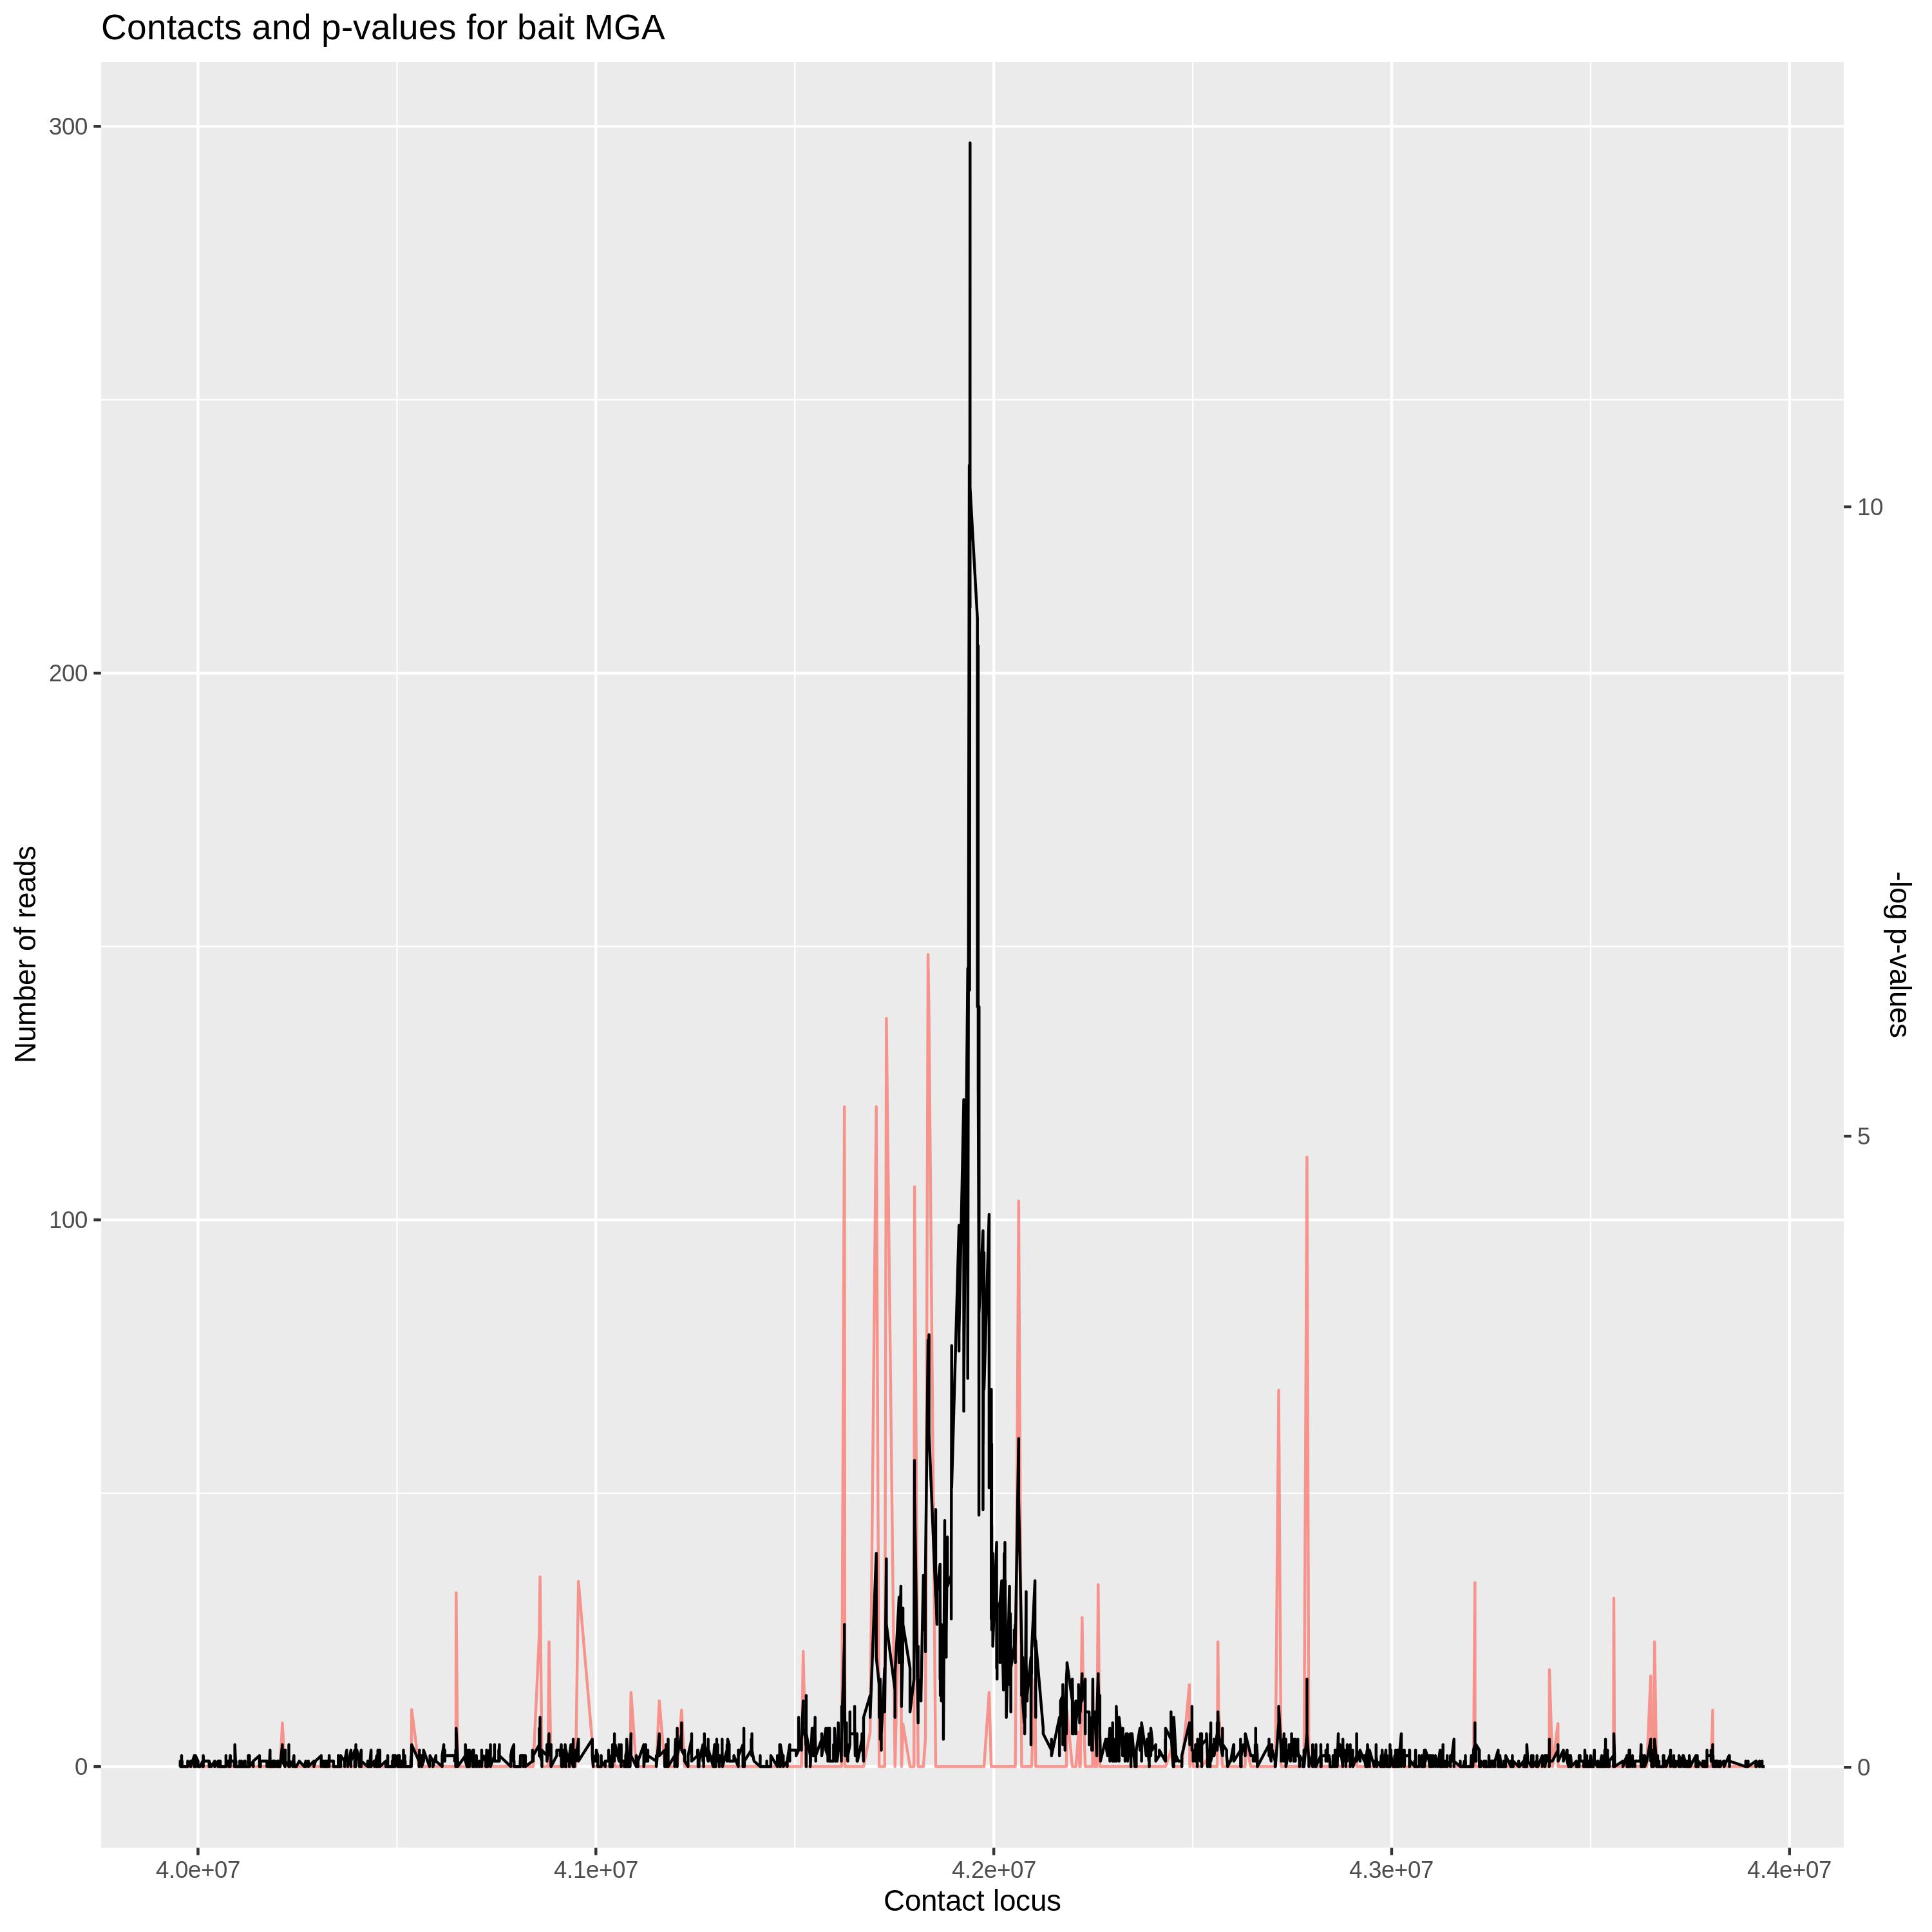 Contacts and p-values for bait MGA
300
200
100
0
Number of reads
10
5
0
-log p-values
4.0e+07
4.1e+07
4.2e+07
4.3e+07
4.4e+07
Contact locus